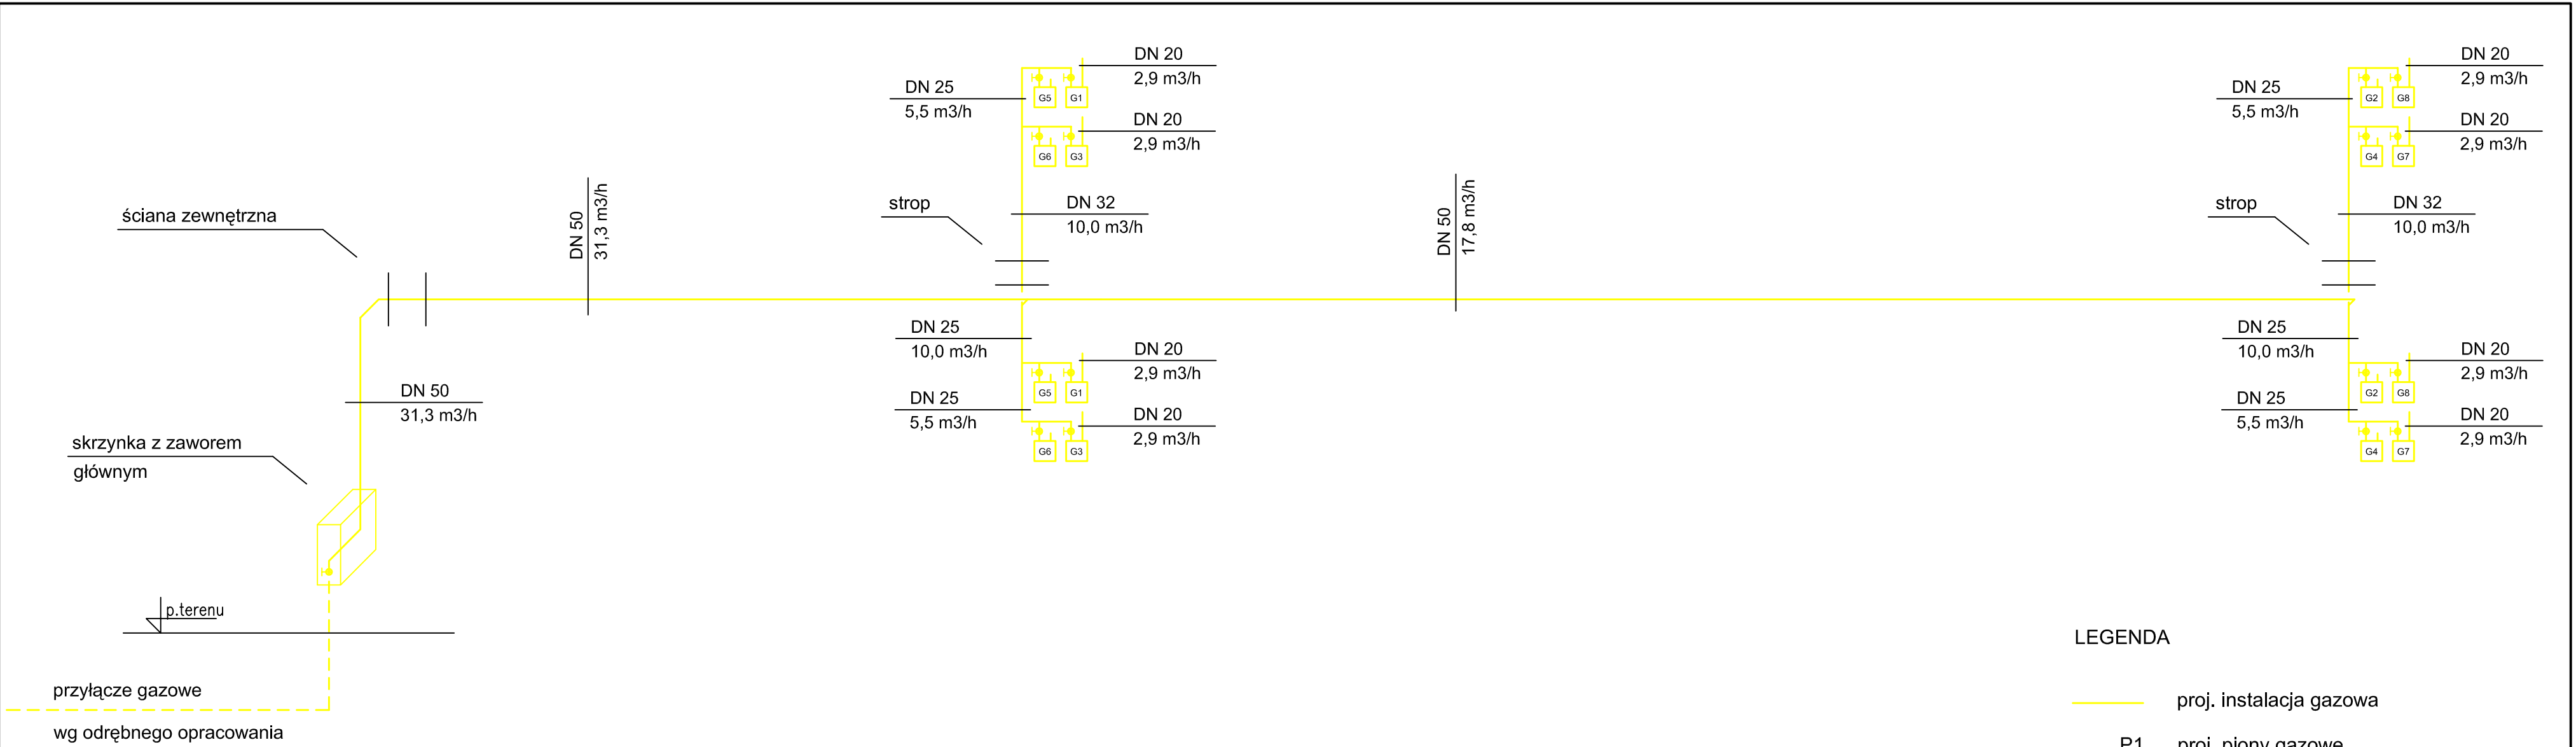 DN 20
2,9 m3/h
DN 25
5,5 m3/h
G5 G1
DN 20
2,9 m3/h
G6 G3
DN 20
2,9 m3/h
DN 25
5,5 m3/h
G2 G8
DN 20
2,9 m3/h
G4 G7
ściana zewnętrzna
DN 50
31,3 m3/h
strop
DN 32
10,0 m3/h
DN 50
17,8 m3/h
strop
DN 32
10,0 m3/h
DN 25
10,0 m3/h
DN 20
2,9 m3/h
G5 G1
DN 25
5,5 m3/h
DN 20
2,9 m3/h
G6 G3
DN 25
10,0 m3/h
DN 20
2,9 m3/h
G2 G8
DN 25
5,5 m3/h
DN 20
2,9 m3/h
G4 G7
DN 50
31,3 m3/h
skrzynka z zaworem
głównym
p.terenu
przyłącze gazowe
wg odrębnego opracowania
LEGENDA
proj. instalacja gazowa
P1 proj. piony gazowe